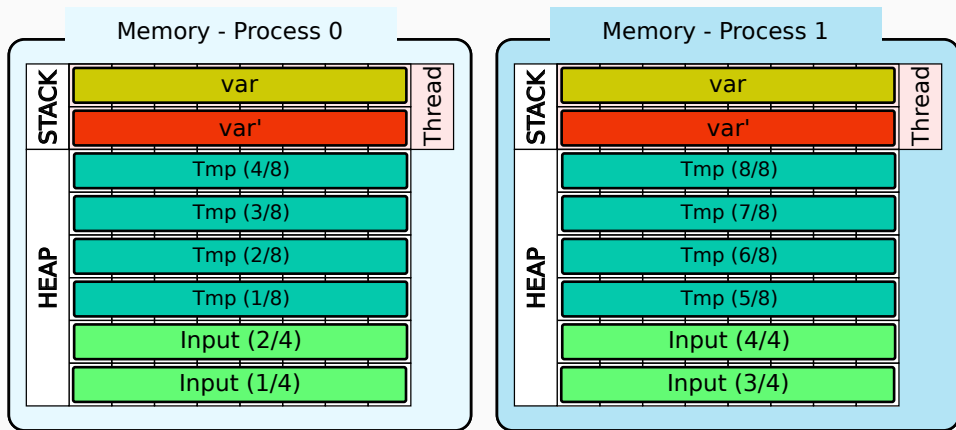 Memory - Process 0
STACK
var
var'
Thread
HEAP
Tmp (4/8)
Tmp (3/8)
Tmp (2/8)
Tmp (1/8)
Input (2/4)
Input (1/4)
Memory - Process 1
STACK
var
var'
Thread
HEAP
Tmp (8/8)
Tmp (7/8)
Tmp (6/8)
Tmp (5/8)
Input (4/4)
Input (3/4)